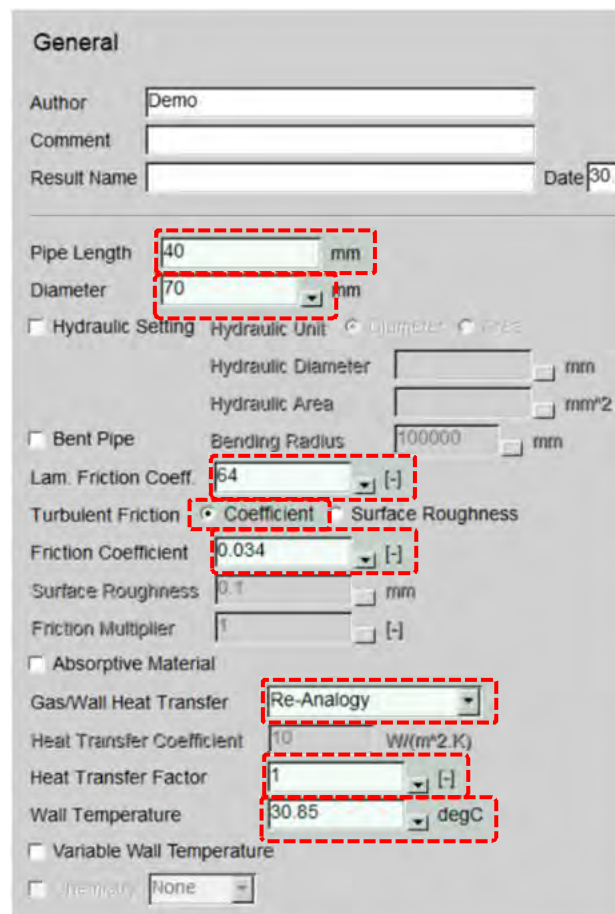 General
Author Demo
Comment
Result Name Date 30.
Pipe Length 40 mm
Diameter 70 mm
Hydraulic Setting Hydraulic Unit Diameter Area
Hydraulic Diameter mm
Hydraulic Area mm^2
Bent Pipe Bending Radius 100000 mm
Lam. Friction Coeff. 64 [-]
Turbulent Friction Coefficient Surface Roughness
Friction Coefficient 0.034 [-]
Surface Roughness 0.1 mm
Friction Multiplier 1 [-]
Absorptive Material
Gas/Wall Heat Transfer Re-Analogy
Heat Transfer Coefficient 10 W/(m^2.K)
Heat Transfer Factor 1 [-]
Wall Temperature 30.85 degC
Variable Wall Temperature
Chemistry None